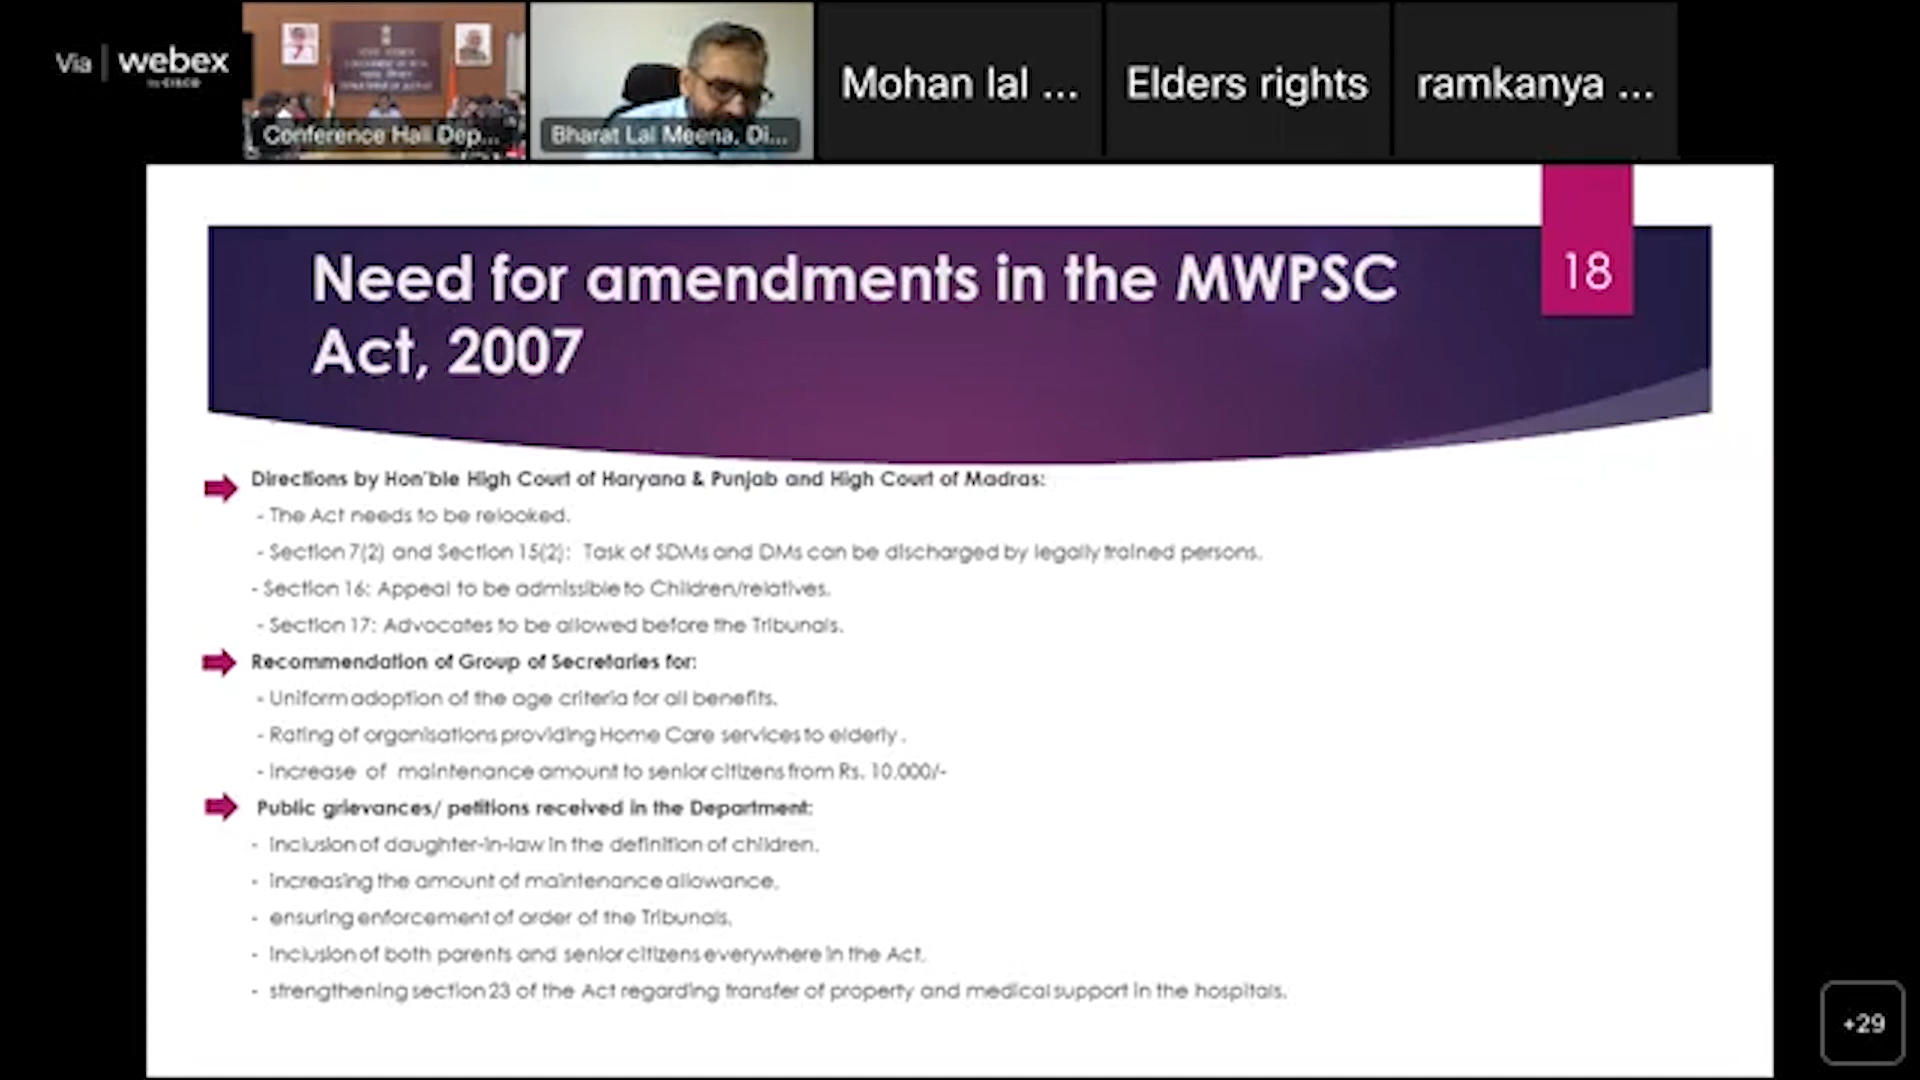 Via | webex
by CISCO
Conference Hall Dep...
Bharat Lal Meena, Di...
Mohan lal ...
Elders rights
ramkanya ...
18
Need for amendments in the MWPSC
Act, 2007
Directions by Hon'ble High Court of Haryana & Punjab and High Court of Madras:
- The Act needs to be relooked.
- Section 7(2) and Section 15(2): Task of SDMs and DMs can be discharged by legally trained persons.
- Section 16: Appeal to be admissible to Children/relatives.
- Section 17: Advocates to be allowed before the Tribunals.
Recommendation of Group of Secretaries for:
- Uniform adoption of the age criteria for all benefits.
- Rating of organisations providing Home Care services to elderly .
- Increase of maintenance amount to senior citizens from Rs. 10,000/-
Public grievances/ petitions received in the Department:
- inclusion of daughter-in-law in the definition of children,
- increasing the amount of maintenance allowance,
- ensuring enforcement of order of the Tribunals,
- inclusion of both parents and senior citizens everywhere in the Act,
- strengthening section 23 of the Act regarding transfer of property and medical support in the hospitals.
+29